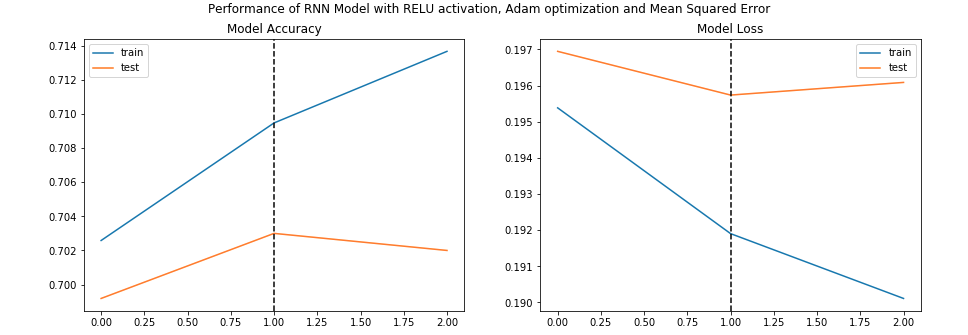 Performance of RNN Model with RELU activation, Adam optimization and Mean Squared Error
Model Accuracy
train
test
0.714
0.712
0.710
0.708
0.706
0.704
0.702
0.700
0.00 0.25 0.50 0.75 1.00 1.25 1.50 1.75 2.00
Model Loss
train
test
0.197
0.196
0.195
0.194
0.193
0.192
0.191
0.190
0.00 0.25 0.50 0.75 1.00 1.25 1.50 1.75 2.00